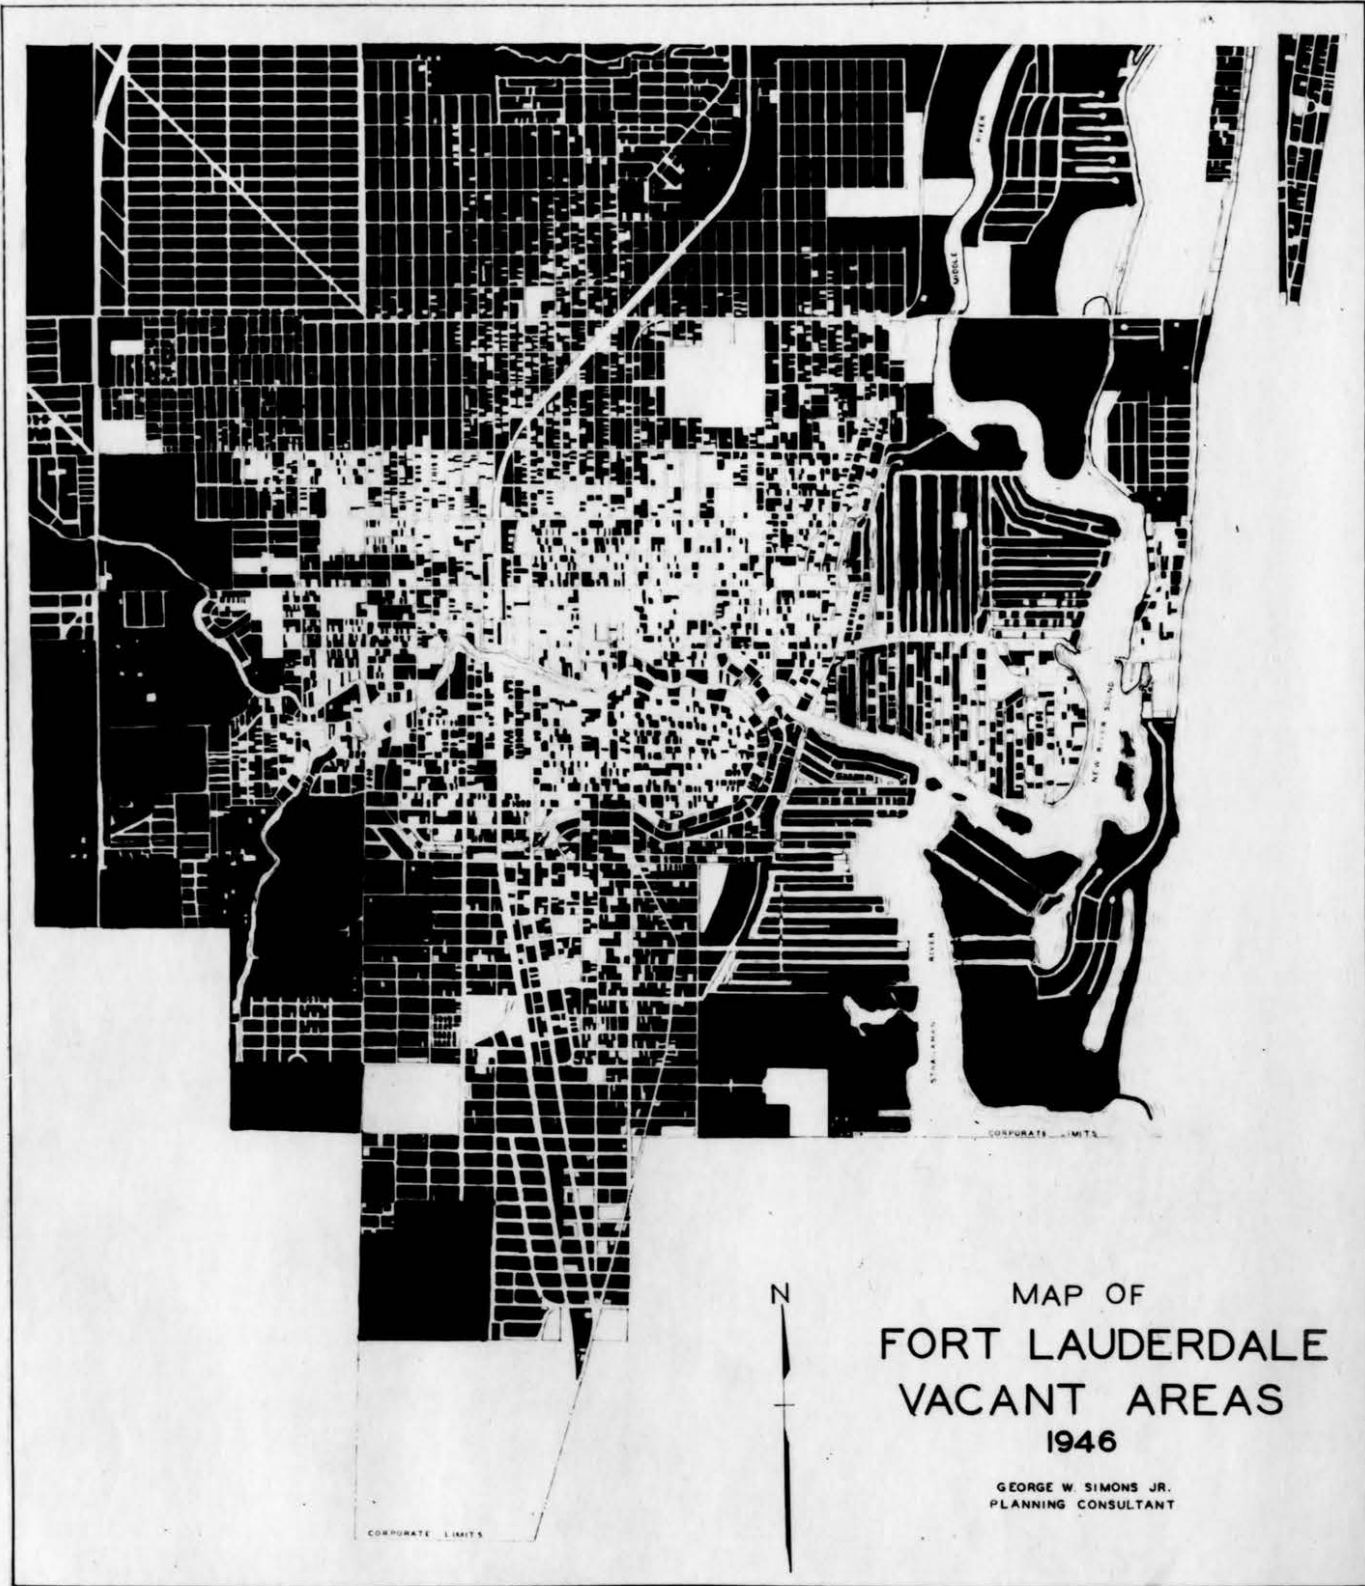 RIVER
MIDDLE
NEW RIVER SOUND
RIVER
CORPORATE LIMITS
N
MAP OF
FORT LAUDERDALE
VACANT AREAS
1946
GEORGE W. SIMONS JR.
PLANNING CONSULTANT
CORPORATE LIMITS